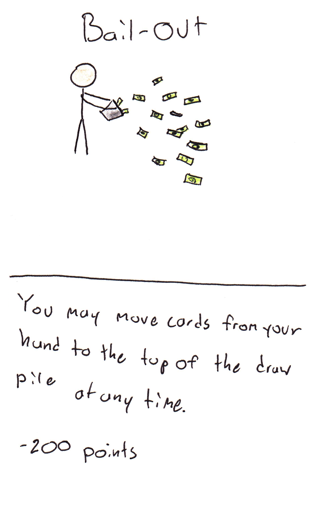 Bail-Out
You may move cards from your
hand to the top of the draw
pile at any time.
-200 points